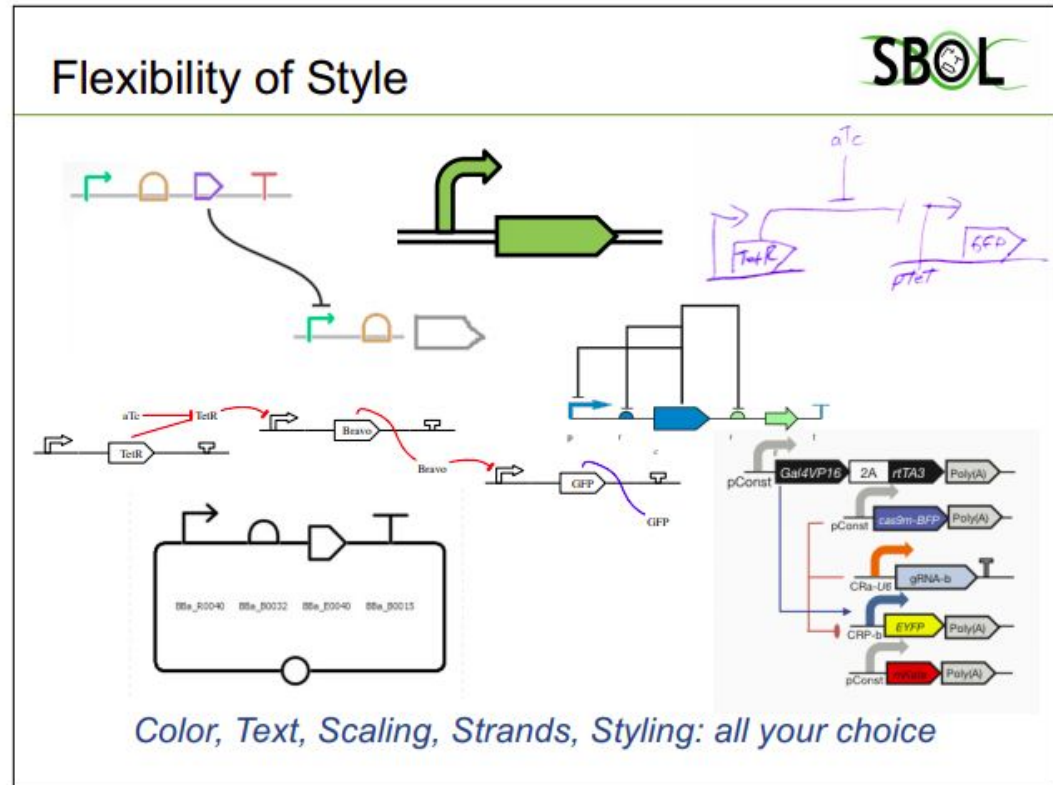 Flexibility of Style
SBOL
aTc
TetR
GFP
pTet
aTc
TetR
TetR
Bravo
Bravo
GFP
GFP
p
r
c
r
t
pConst
Gal4VP16
2A
rtTA3
Poly(A)
pConst
cas9m-BFP
Poly(A)
CRa-U6
gRNA-b
CRP-b
EYFP
Poly(A)
pConst
Poly(A)
BBa_R0040 BBa_B0032 BBa_E0040 BBa_B0015
Color, Text, Scaling, Strands, Styling: all your choice